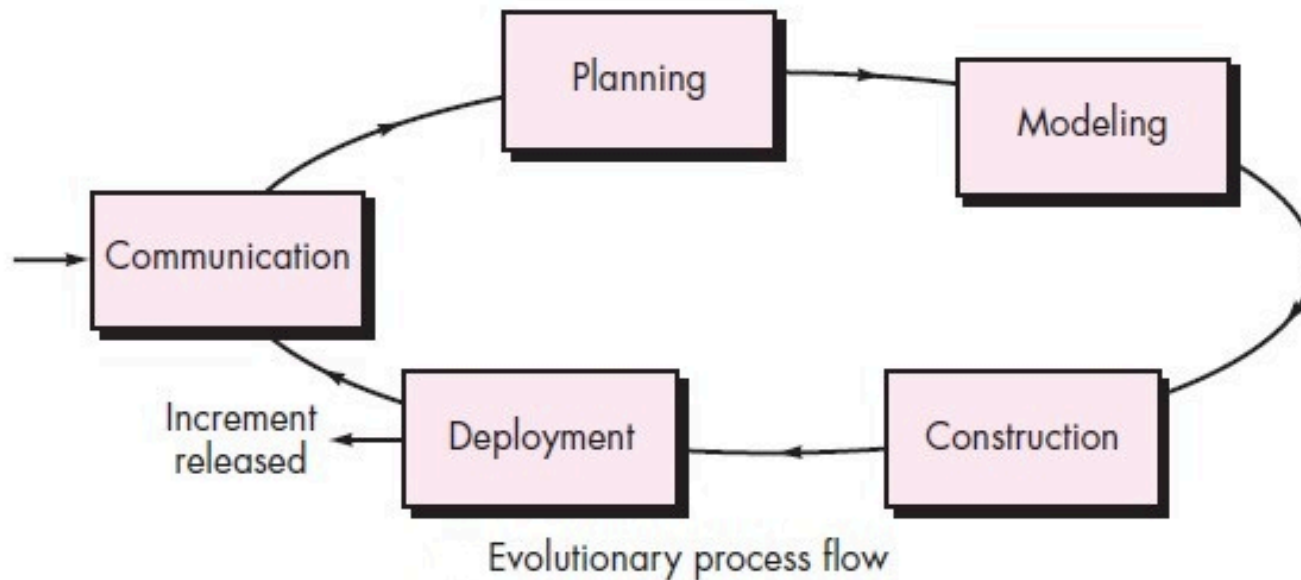 Planning
Modeling
Communication
Increment
released
Deployment
Construction
Evolutionary process flow